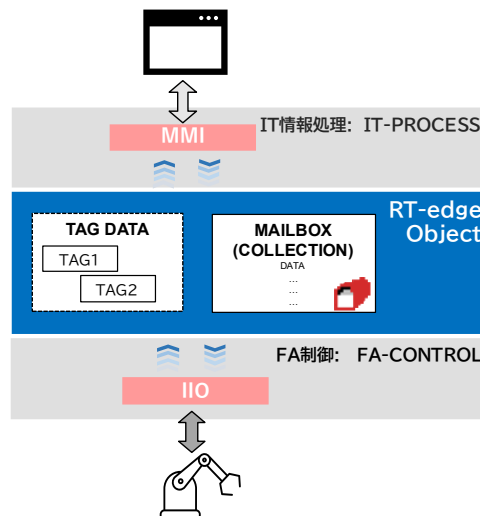 IT情報処理: IT-PROCESS
MMI
RT-edge
Object
TAG DATA
TAG1
TAG2
MAILBOX
(COLLECTION)
DATA
...
...
...
FA制御: FA-CONTROL
IIO